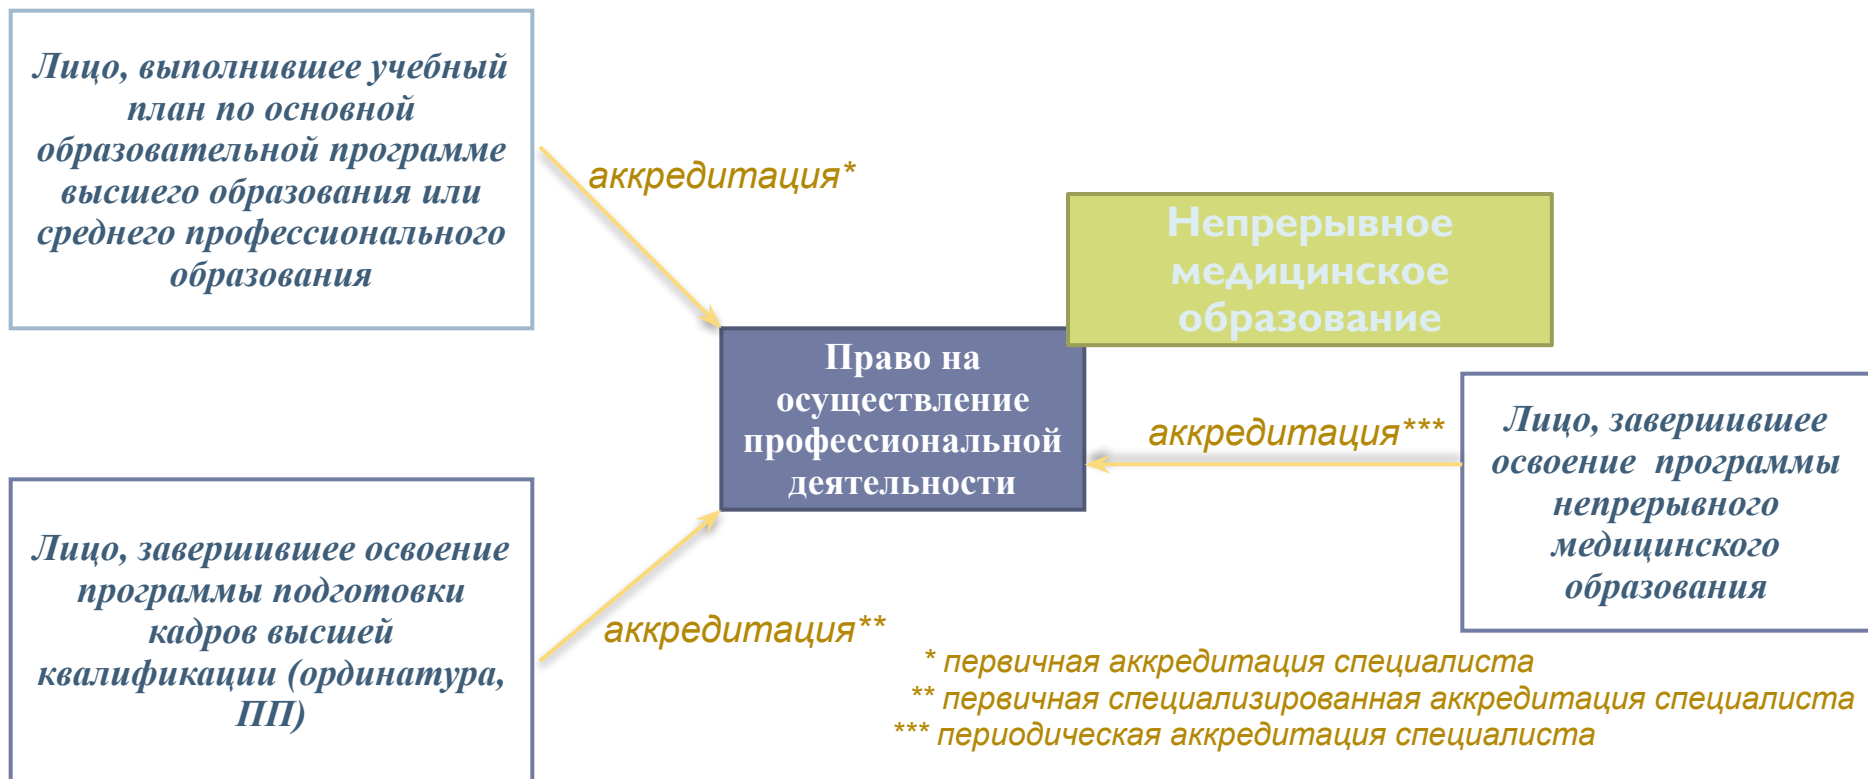 Лицо, выполнившее учебный
план по основной
образовательной программе
высшего образования или
среднего профессионального
образования
аккредитация*
Непрерывное
медицинское
образование
Право на
осуществление
профессиональной
деятельности
аккредитация***
Лицо, завершившее
освоение программы
непрерывного
медицинского
образования
Лицо, завершившее освоение
программы подготовки
кадров высшей
квалификации (ординатура,
ПП)
аккредитация**
* первичная аккредитация специалиста
** первичная специализированная аккредитация специалиста
*** периодическая аккредитация специалиста